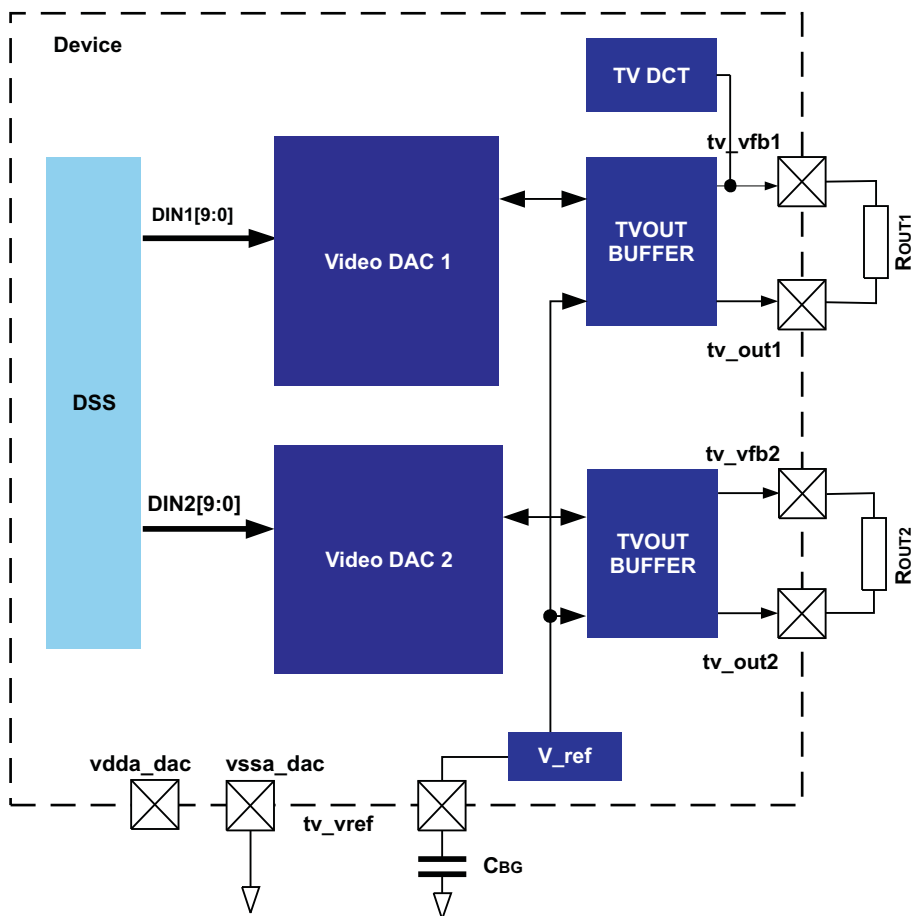 Device
TV DCT
tv_vfb1
DIN1[9:0]
Video DAC 1
TVOUT
BUFFER
ROUT1
tv_out1
DSS
tv_vfb2
DIN2[9:0]
Video DAC 2
TVOUT
BUFFER
ROUT2
tv_out2
V_ref
vdda_dac
vssa_dac
tv_vref
CBG